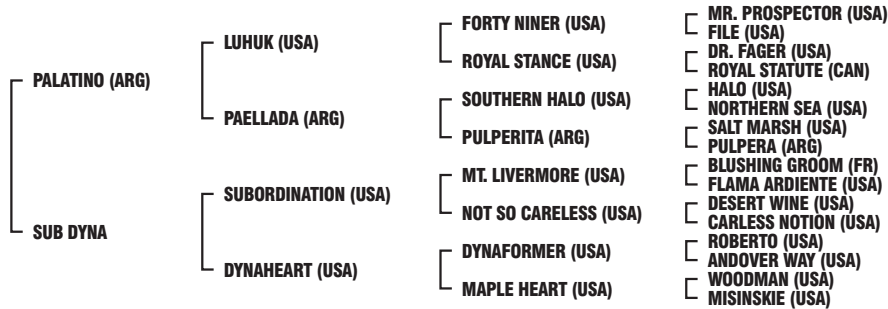 PALATINO (ARG)
SUB DYNA
LUHUK (USA)
PAELLADA (ARG)
SUBORDINATION (USA)
DYNAHEART (USA)
FORTY NINER (USA)
ROYAL STANCE (USA)
SOUTHERN HALO (USA)
PULPERITA (ARG)
MT. LIVERMORE (USA)
NOT SO CARELESS (USA)
DYNAFORMER (USA)
MAPLE HEART (USA)
MR. PROSPECTOR (USA)
FILE (USA)
DR. FAGER (USA)
ROYAL STATUTE (CAN)
HALO (USA)
NORTHERN SEA (USA)
SALT MARSH (USA)
PULPERA (ARG)
BLUSHING GROOM (FR)
FLAMA ARDIENTE (USA)
DESERT WINE (USA)
CARLESS NOTION (USA)
ROBERTO (USA)
ANDOVER WAY (USA)
WOODMAN (USA)
MISINSKIE (USA)